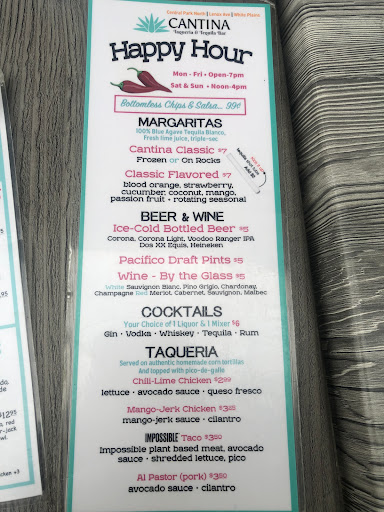 Central Park North | Lenox Ave | White Plains
CANTINA
Taqueria & Tequila Bar
Happy Hour
Mon - Fri • Open-7pm
Sat & Sun • Noon-4pm
Bottomless Chips & Salsa... 99¢
MARGARITAS
100% Blue Agave Tequila Blanco,
Fresh lime juice, triple-sec
Cantina Classic $7
Frozen or On Rocks
Classic Flavored $7
blood orange, strawberry,
cucumber, coconut, mango,
passion fruit • rotating seasonal
BEER & WINE
Ice-Cold Bottled Beer $5
Corona, Corona Light, Voodoo Ranger IPA
Dos XX Equis, Heineken
Pacifico Draft Pints $5
Wine - By the Glass $5
White Sauvignon Blanc, Pino Grigio, Chardonay,
Champagne Red Merlot, Cabernet, Sauvignon, Malbec
COCKTAILS
Your Choice of 1 Liquor & 1 Mixer $6
Gin • Vodka • Whiskey • Tequila • Rum
TAQUERIA
Served on authentic homemade corn tortillas
And topped with pico-de-gallo
Chili-Lime Chicken $2.99
lettuce • avocado sauce • queso fresco
Mango-Jerk Chicken
mango-jerk sauce • cilantro
IMPOSSIBLE Taco $3.50
Impossible plant based meat, avocado
sauce • shredded lettuce, pico
Al Pastor (pork) $3.50
avocado sauce • cilantro
$12.95
red
r-jack
wl.
cken +3